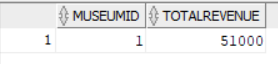 MUSEUMID TOTALREVENUE
1 1 51000